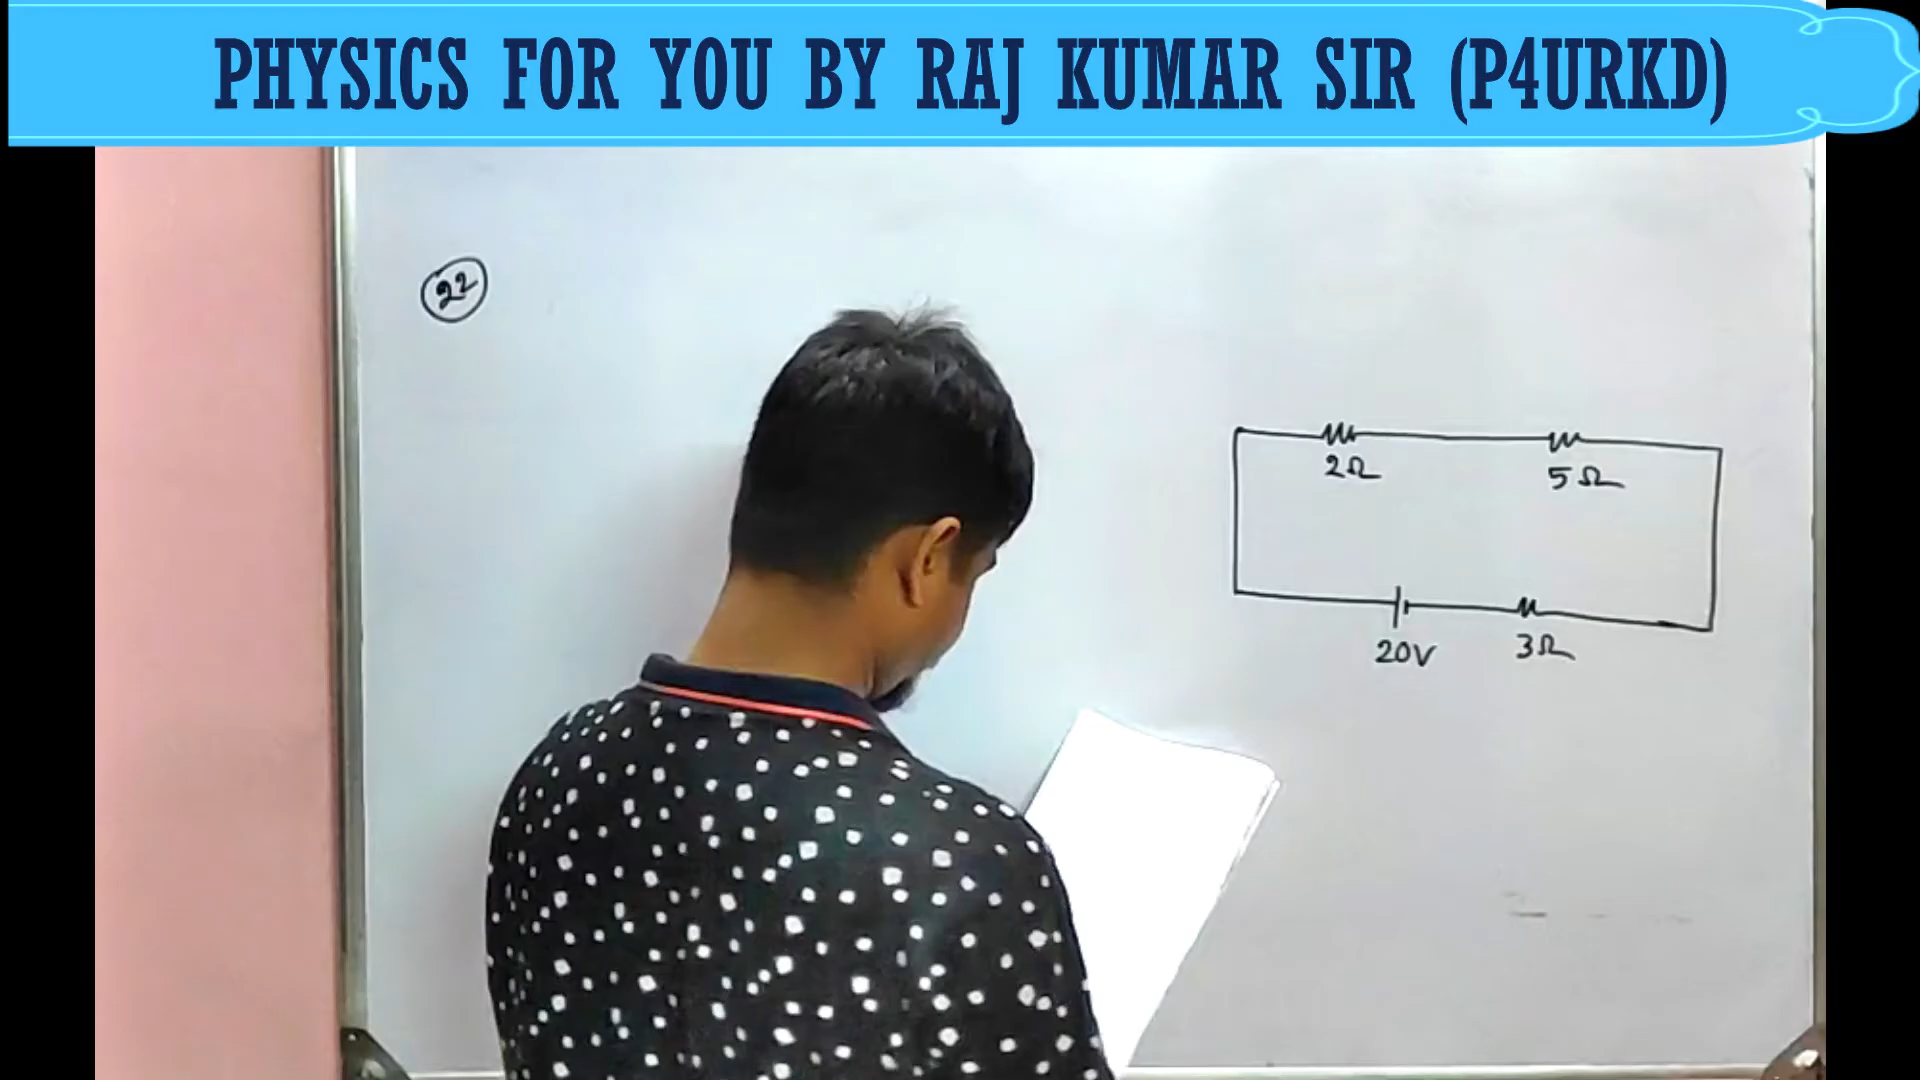 PHYSICS FOR YOU BY RAJ KUMAR SIR (P4URKD)
22
2Ω
5Ω
20V
3Ω